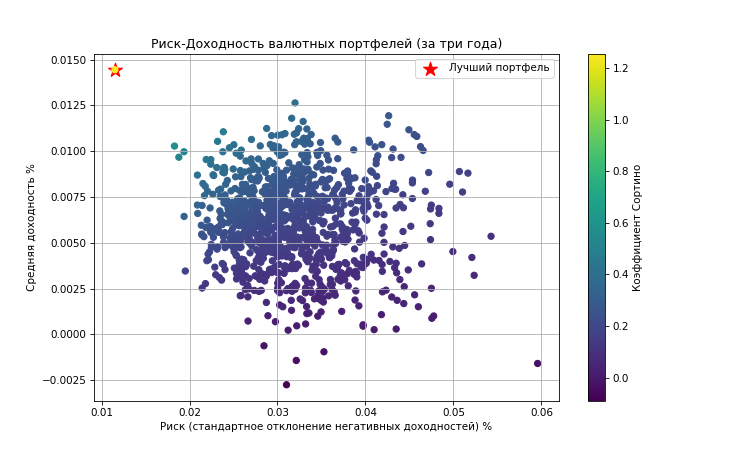 Риск-Доходность валютных портфелей (за три года)
Лучший портфель
Средняя доходность %
0.0150
0.0125
0.0100
0.0075
0.0050
0.0025
0.0000
−0.0025
0.01 0.02 0.03 0.04 0.05 0.06
Риск (стандартное отклонение негативных доходностей) %
1.2
1.0
0.8
0.6
0.4
0.2
0.0
Коэффициент Сортино